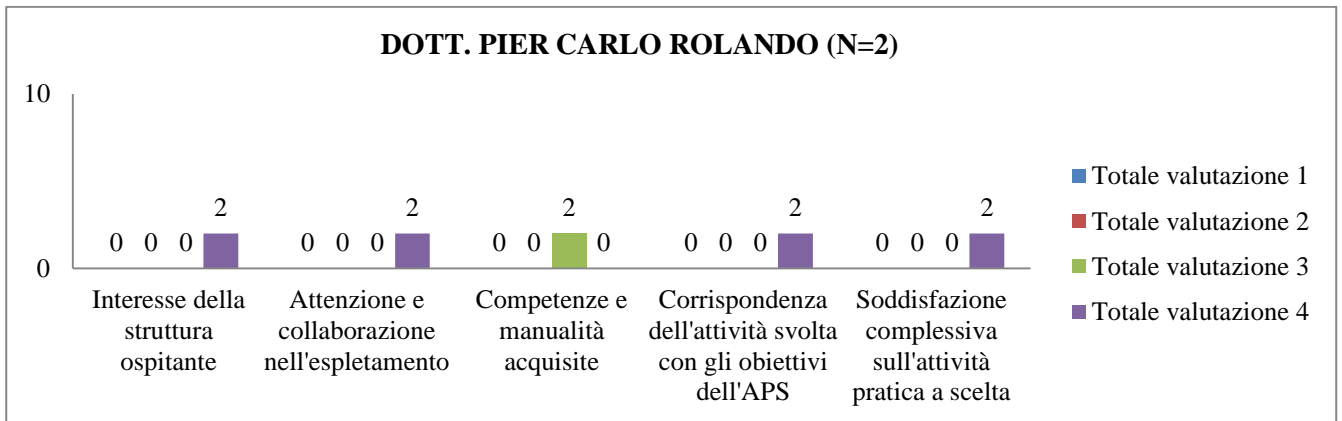 DOTT. PIER CARLO ROLANDO (N=2)
10
0
0 0 0 2
0 0 0 2
0 0 2 0
0 0 0 2
0 0 0 2
Interesse della
struttura
ospitante
Attenzione e
collaborazione
nell'espletamento
Competenze e
manualità
acquisite
Corrispondenza
dell'attività svolta
con gli obiettivi
dell'APS
Soddisfazione
complessiva
sull'attività
pratica a scelta
Totale valutazione 1
Totale valutazione 2
Totale valutazione 3
Totale valutazione 4